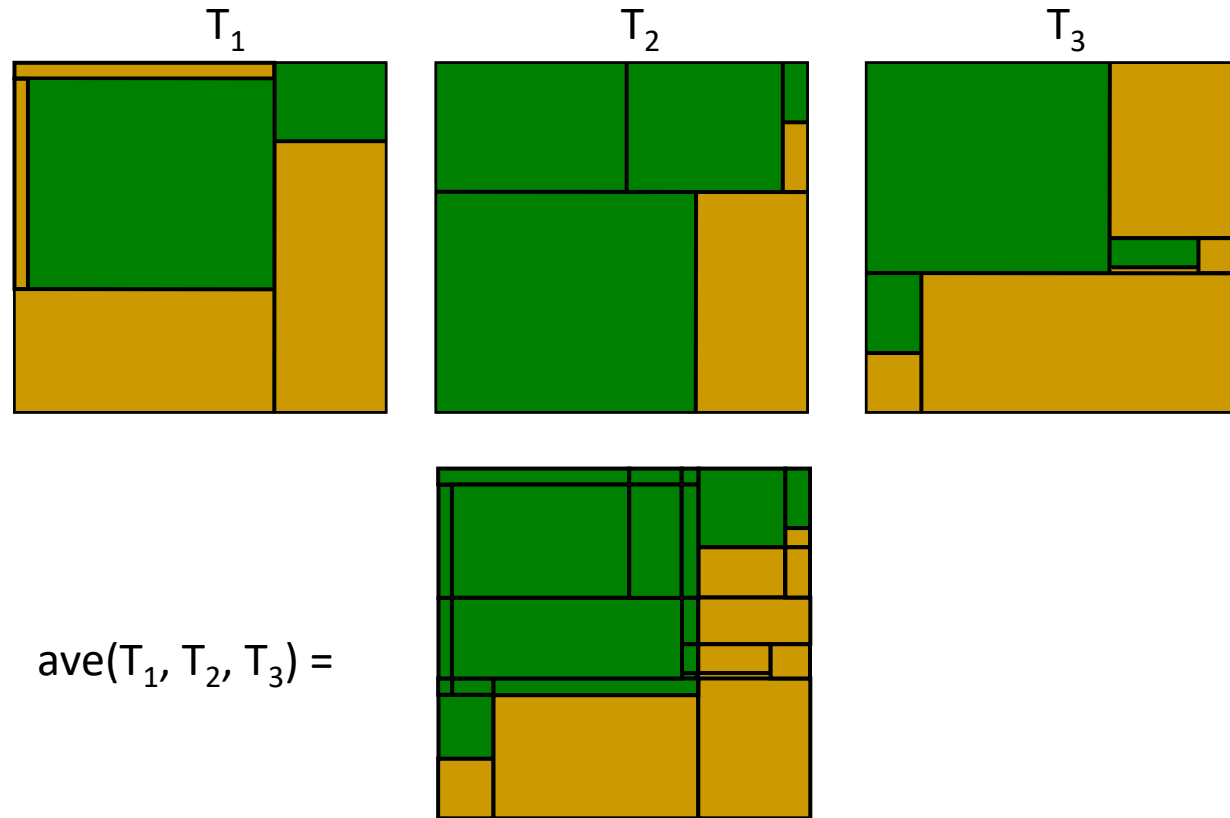 T₁ T₂ T₃
ave(T₁, T₂, T₃) =